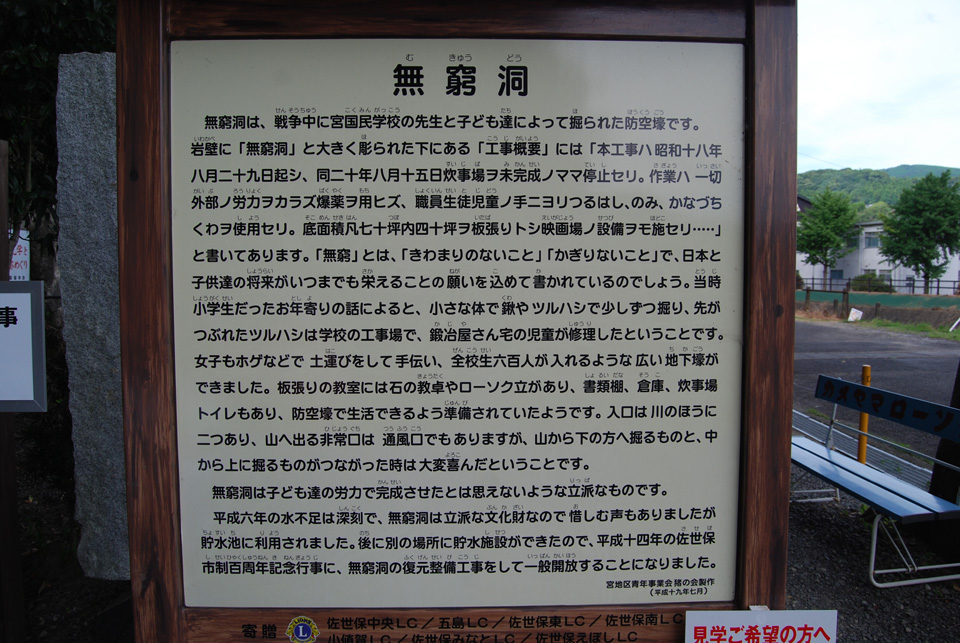 無窮洞
無窮洞は、戦争中に宮国民学校の先生と子ども達によって掘られた防空壕です。
岩壁に「無窮洞」と大きく彫られた下にある「工事概要」には「本工事ハ昭和十八年
八月二十九日起シ、同二十年八月十五日炊事場ヲ未完成ノママ停止セリ。作業ハ一切
外部ノ労力ヲカラズ爆薬ヲ用ヒズ、職員生徒児童ノ手ニヨリつるはし、のみ、かなづち
くわヲ使用セリ。底面積凡七十坪内四十坪ヲ板張リトシ映画場ノ設備ヲモ施セリ……」
と書いてあります。「無窮」とは、「きわまりのないこと」「かぎりないこと」で、日本と
子供達の将来がいつまでも栄えることの願いを込めて書かれているのでしょう。当時
小学生だったお年寄りの話によると、小さな体で鍬やツルハシで少しずつ掘り、先が
つぶれたツルハシは学校の工事場で、鍛冶屋さん宅の児童が修理したということです。
女子もホゲなどで土運びをして手伝い、全校生六百人が入れるような広い地下壕が
できました。板張りの教室には石の教卓やローソク立があり、書類棚、倉庫、炊事場
トイレもあり、防空壕で生活できるよう準備されていたようです。入口は川のほうに
二つあり、山へ出る非常口は通風口でもありますが、山から下の方へ掘るものと、中
から上に掘るものがつながった時は大変喜んだということです。
無窮洞は子ども達の労力で完成させたとは思えないような立派なものです。
平成六年の水不足は深刻で、無窮洞は立派な文化財なので惜しむ声もありましたが
貯水池に利用されました。後に別の場所に貯水施設ができたので、平成十四年の佐世保
市制百周年記念行事に、無窮洞の復元整備工事をして一般開放することになりました。
宮地区青年事業会猪の会製作
（平成十九年七月）
寄贈 LIONS 佐世保中央LC／五島LC／佐世保東LC／佐世保南LC
小値賀LC／佐世保みなとLC／佐世保えぼしLC
見学ご希望の方へ
事
カメヤマローソク